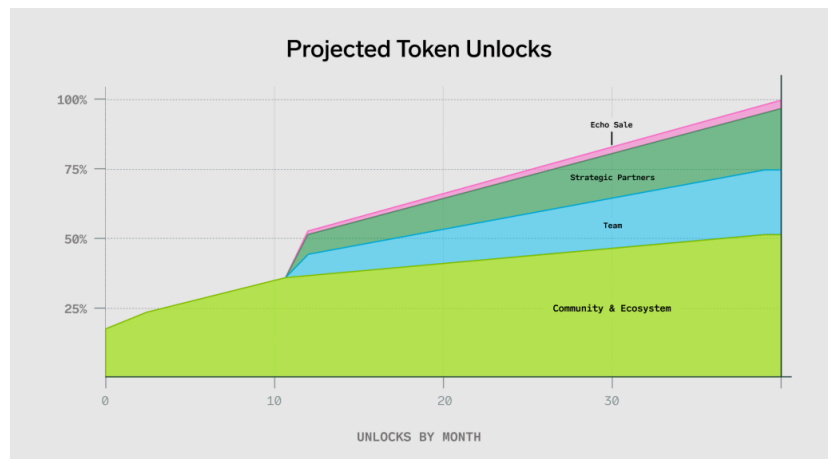 Projected Token Unlocks
100%
Echo Sale
75%
Strategic Partners
50%
Team
25%
Community & Ecosystem
0 10 20 30
UNLOCKS BY MONTH